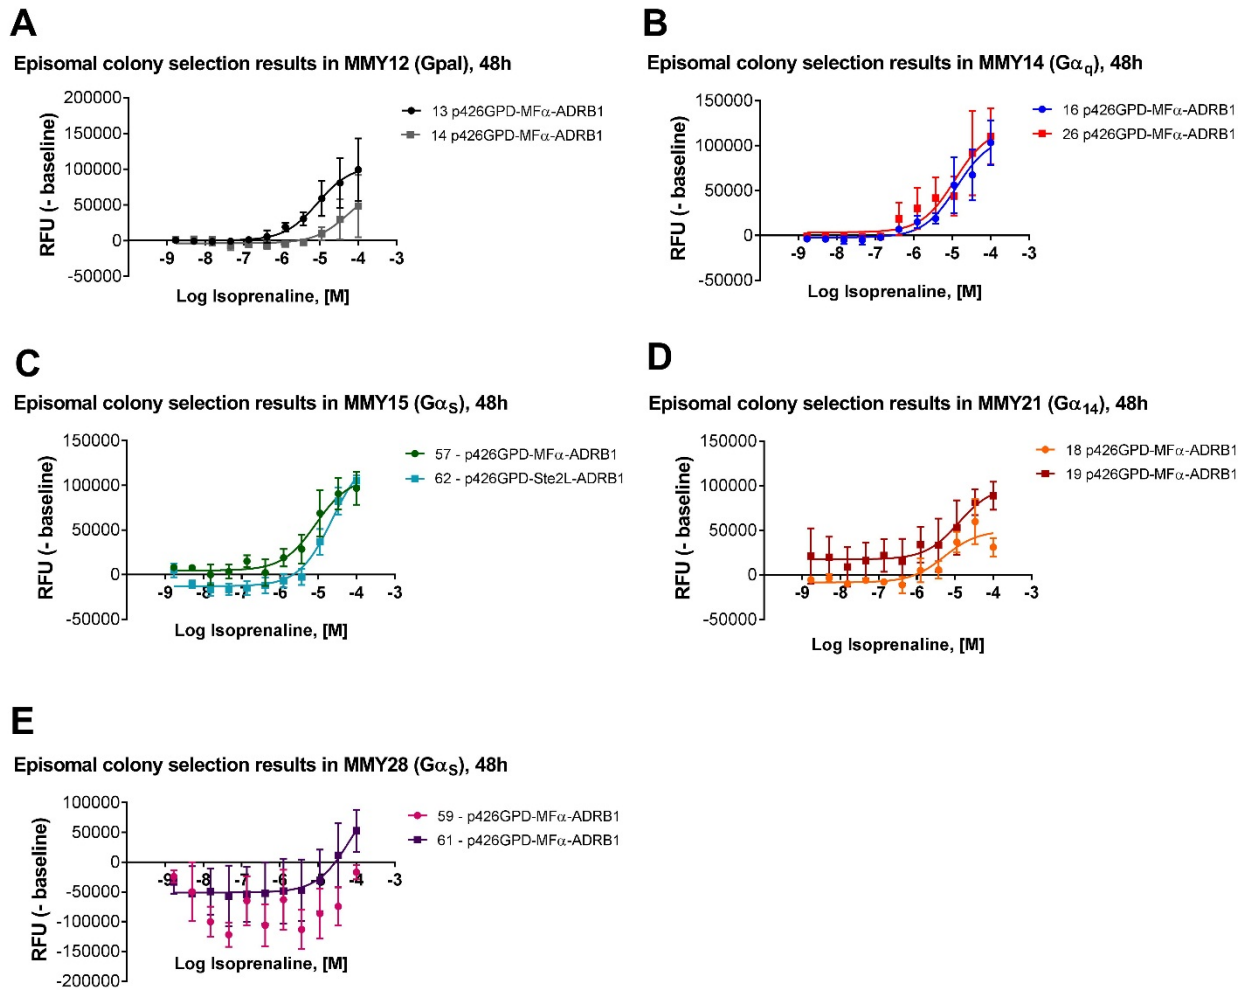 A
Episomal colony selection results in MMY12 (GpaI), 48h
RFU (- baseline)
200000
150000
100000
50000
0
-50000
-9 -8 -7 -6 -5 -4 -3
Log Isoprenaline, [M]
13 p426GPD-MFα-ADRB1
14 p426GPD-MFα-ADRB1
B
Episomal colony selection results in MMY14 (Gαq), 48h
RFU (- baseline)
150000
100000
50000
0
-50000
-9 -8 -7 -6 -5 -4 -3
Log Isoprenaline, [M]
16 p426GPD-MFα-ADRB1
26 p426GPD-MFα-ADRB1
C
Episomal colony selection results in MMY15 (GαS), 48h
RFU (- baseline)
150000
100000
50000
0
-50000
-9 -8 -7 -6 -5 -4 -3
Log Isoprenaline, [M]
57 - p426GPD-MFα-ADRB1
62 - p426GPD-Ste2L-ADRB1
D
Episomal colony selection results in MMY21 (Gα14), 48h
RFU (- baseline)
150000
100000
50000
0
-50000
-9 -8 -7 -6 -5 -4 -3
Log Isoprenaline, [M]
18 p426GPD-MFα-ADRB1
19 p426GPD-MFα-ADRB1
E
Episomal colony selection results in MMY28 (GαS), 48h
RFU (- baseline)
100000
50000
0
-50000
-100000
-150000
-200000
-9 -8 -7 -6 -5 -4 -3
Log Isoprenaline, [M]
59 - p426GPD-MFα-ADRB1
61 - p426GPD-MFα-ADRB1